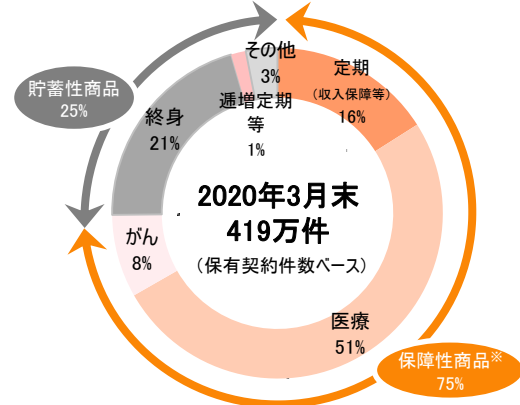 その他
3%
定期
（収入保障等）
16%
貯蓄性商品
25%
終身
21%
逓増定期
等
1%
2020年3月末
419万件
（保有契約件数ベース）
がん
8%
医療
51%
保障性商品※
75%